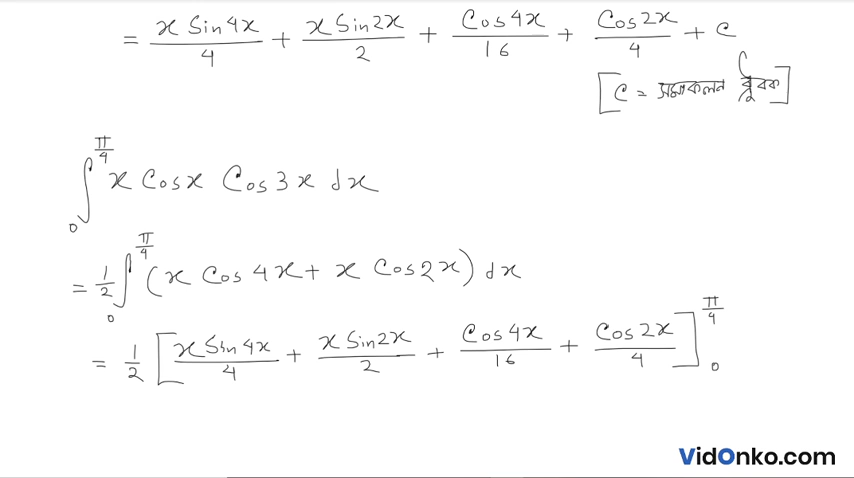 = x Sin4x/4 + x Sin2x/2 + Cos4x/16 + Cos2x/4 + c
[c = সমাকলন ধ্রুবক]
∫₀^(π/4) x Cosx Cos3x dx
= 1/2 ∫₀^(π/4) (x Cos4x + x Cos2x) dx
= 1/2 [x Sin4x/4 + x Sin2x/2 + Cos4x/16 + Cos2x/4]₀^(π/4)
VidOnko.com